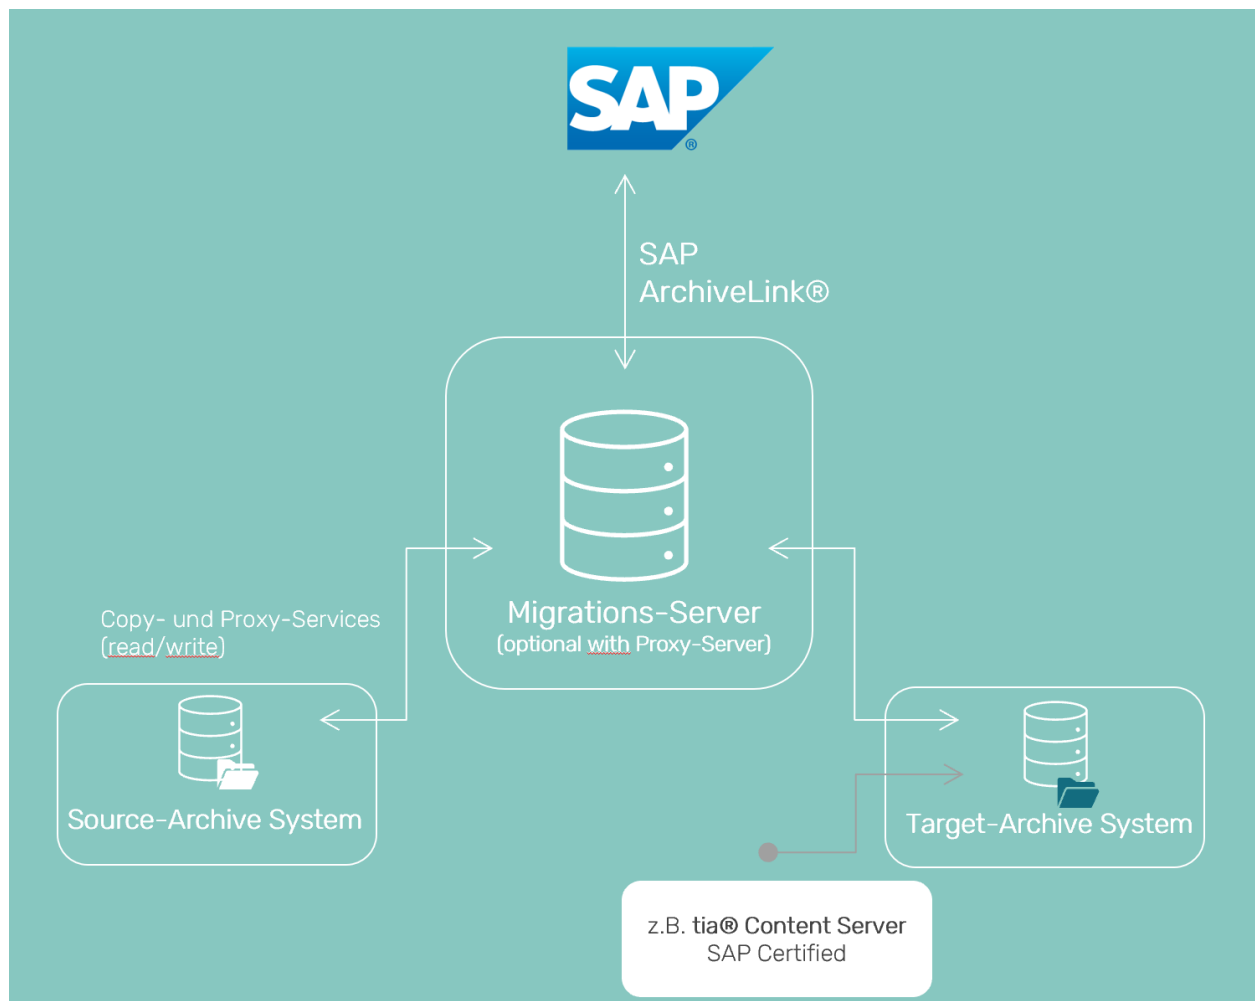 SAP
®
SAP
ArchiveLink®
Migrations-Server
(optional with Proxy-Server)
Copy- und Proxy-Services
(read/write)
Source-Archive System
Target-Archive System
z.B. tia® Content Server
SAP Certified